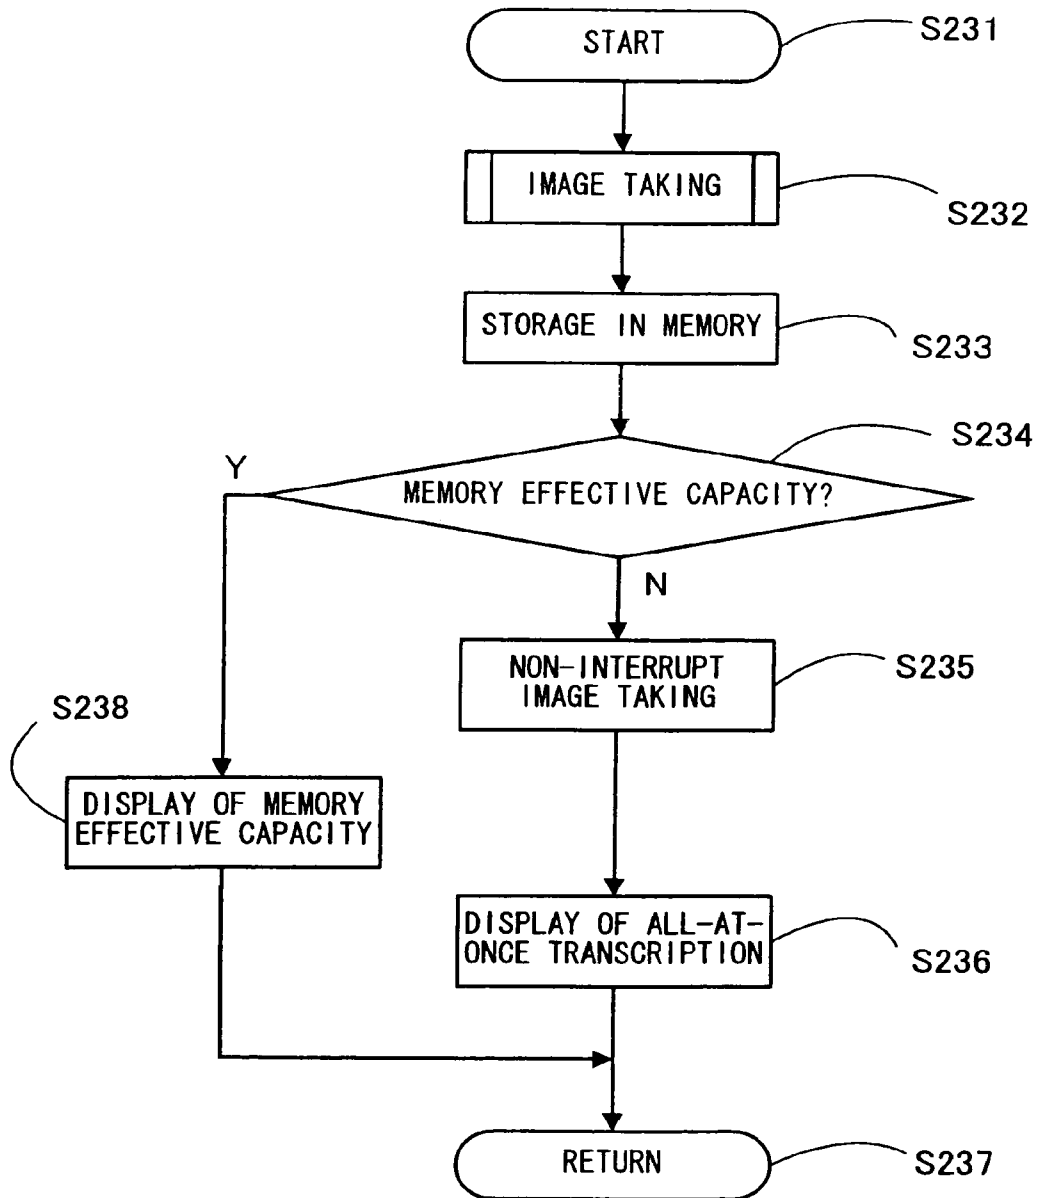 START
S231
IMAGE TAKING
S232
STORAGE IN MEMORY
S233
S234
Y
MEMORY EFFECTIVE CAPACITY?
N
NON-INTERRUPT
IMAGE TAKING
S235
S238
DISPLAY OF MEMORY
EFFECTIVE CAPACITY
DISPLAY OF ALL-AT-
ONCE TRANSCRIPTION
S236
RETURN
S237